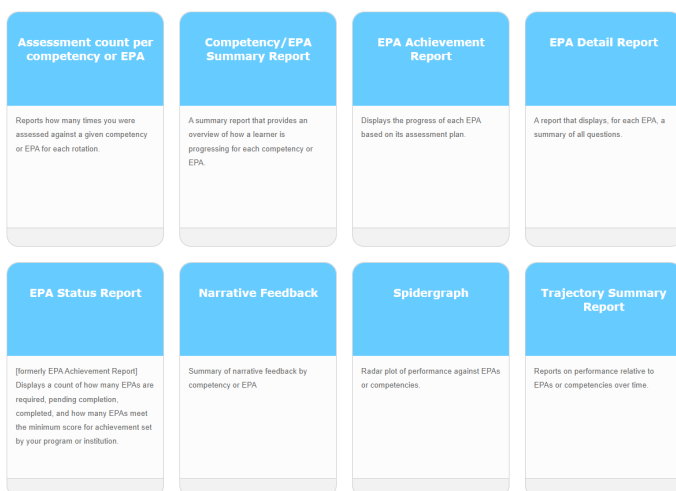 Assessment count per
competency or EPA
Reports how many times you were
assessed against a given competency
or EPA for each rotation.
Competency/EPA
Summary Report
A summary report that provides an
overview of how a learner is
progressing for each competency or
EPA.
EPA Achievement
Report
Displays the progress of each EPA
based on its assessment plan.
EPA Detail Report
A report that displays, for each EPA, a
summary of all questions.
EPA Status Report
[formerly EPA Achievement Report]
Displays a count of how many EPAs are
required, pending completion,
completed, and how many EPAs meet
the minimum score for achievement set
by your program or institution.
Narrative Feedback
Summary of narrative feedback by
competency or EPA
Spidergraph
Radar plot of performance against EPAs
or competencies.
Trajectory Summary
Report
Reports on performance relative to
EPAs or competencies over time.